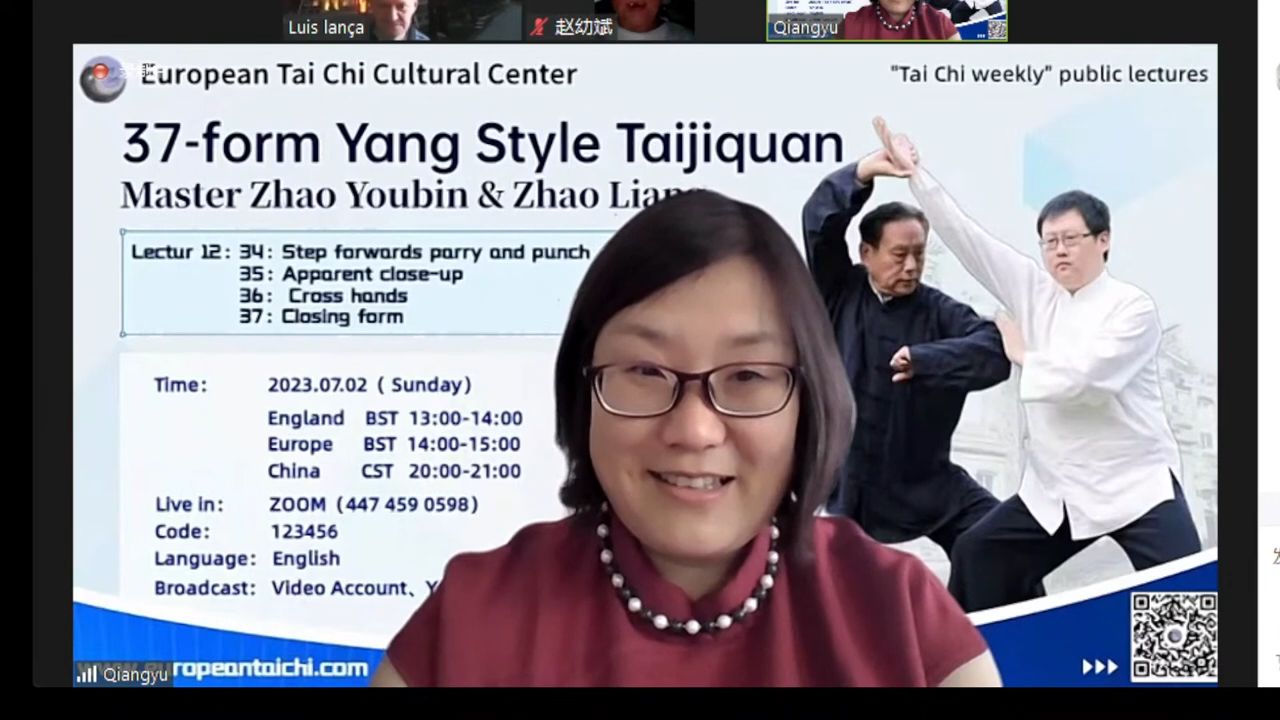 Luis lança
赵幼斌
Qiangyu
European Tai Chi Cultural Center
"Tai Chi weekly" public lectures
37-form Yang Style Taijiquan
Master Zhao Youbin & Zhao Liang
Lectur 12: 34: Step forwards parry and punch
35: Apparent close-up
36: Cross hands
37: Closing form
Time: 2023.07.02 ( Sunday)
England BST 13:00-14:00
Europe BST 14:00-15:00
China CST 20:00-21:00
Live in: ZOOM (447 459 0598)
Code: 123456
Language: English
Broadcast: Video Account、Y
ropeantaichi.com
Qiangyu